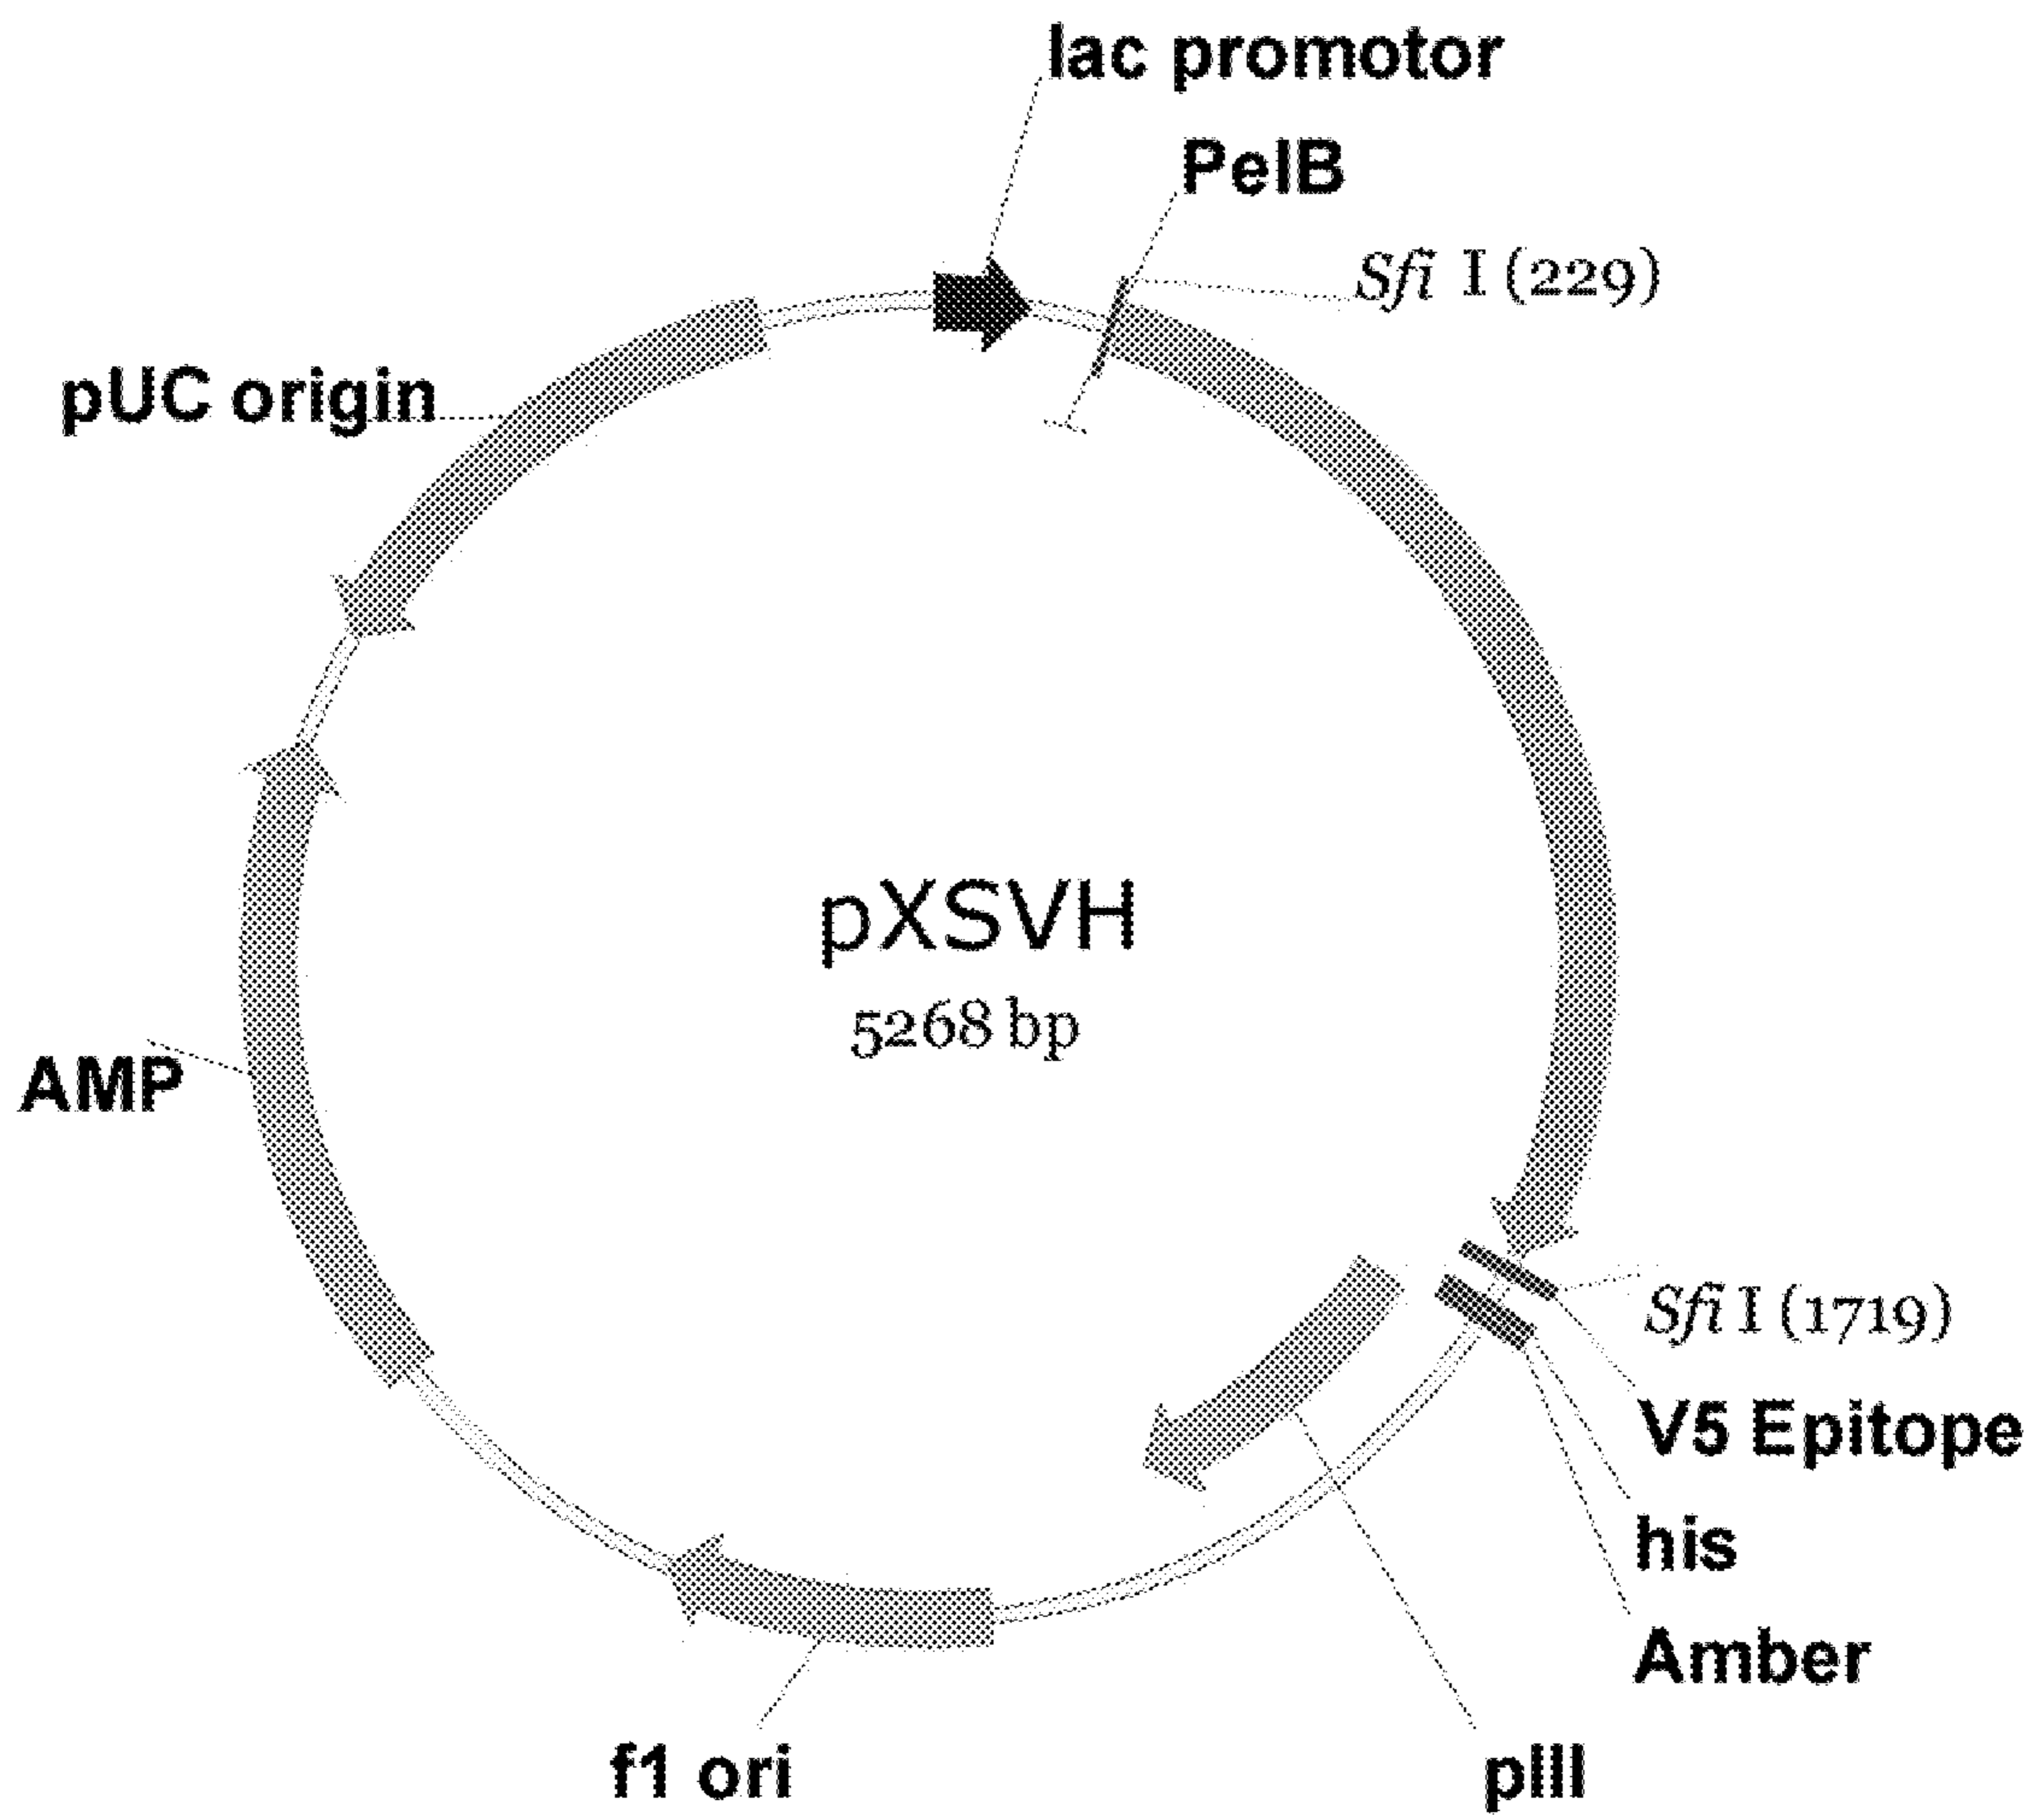 lac promotor
PelB
Sfi I (229)
pUC origin
pXSVH
5268 bp
AMP
Sfi I (1719)
V5 Epitope
his
Amber
f1 ori
pIII